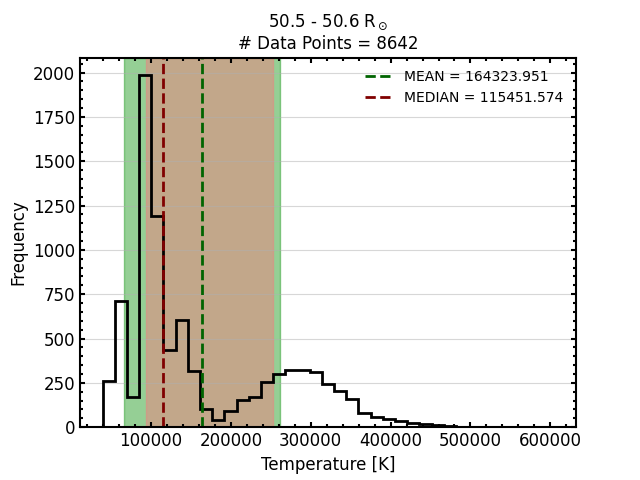 50.5 - 50.6 R⊙
# Data Points = 8642
MEAN = 164323.951
MEDIAN = 115451.574
Frequency
2000
1750
1500
1250
1000
750
500
250
0
100000 200000 300000 400000 500000 600000
Temperature [K]